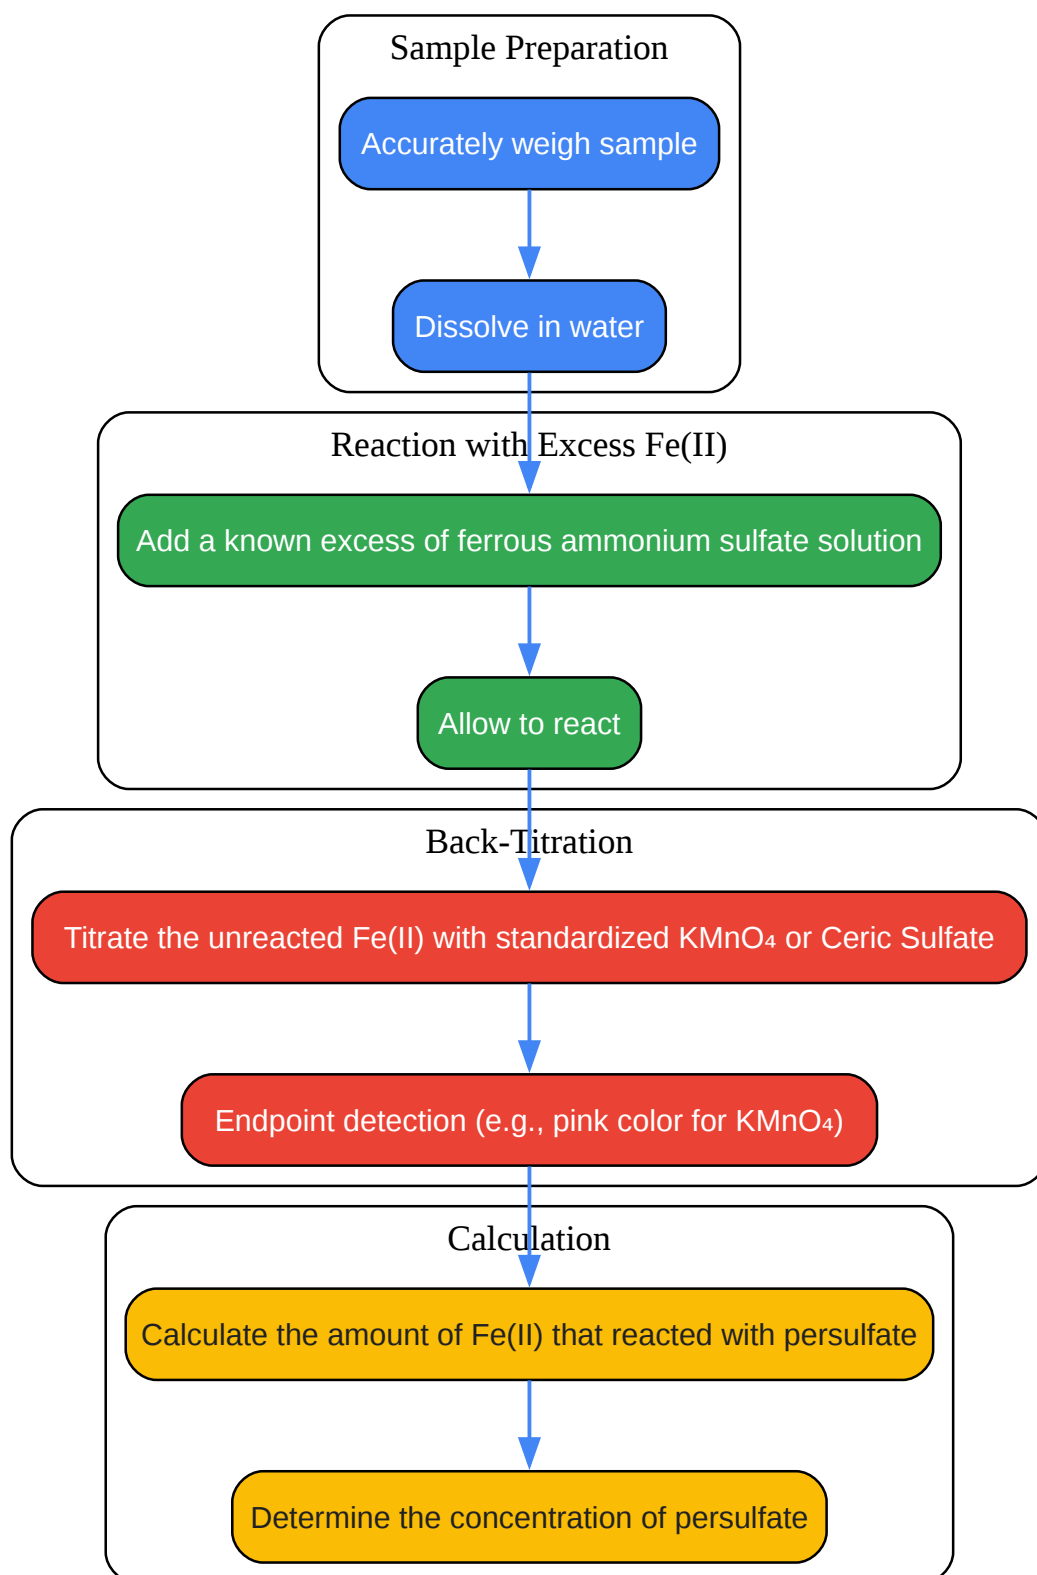 Sample Preparation
Accurately weigh sample
Dissolve in water
Reaction with Excess Fe(II)
Add a known excess of ferrous ammonium sulfate solution
Allow to react
Back-Titration
Titrate the unreacted Fe(II) with standardized KMnO₄ or Ceric Sulfate
Endpoint detection (e.g., pink color for KMnO₄)
Calculation
Calculate the amount of Fe(II) that reacted with persulfate
Determine the concentration of persulfate